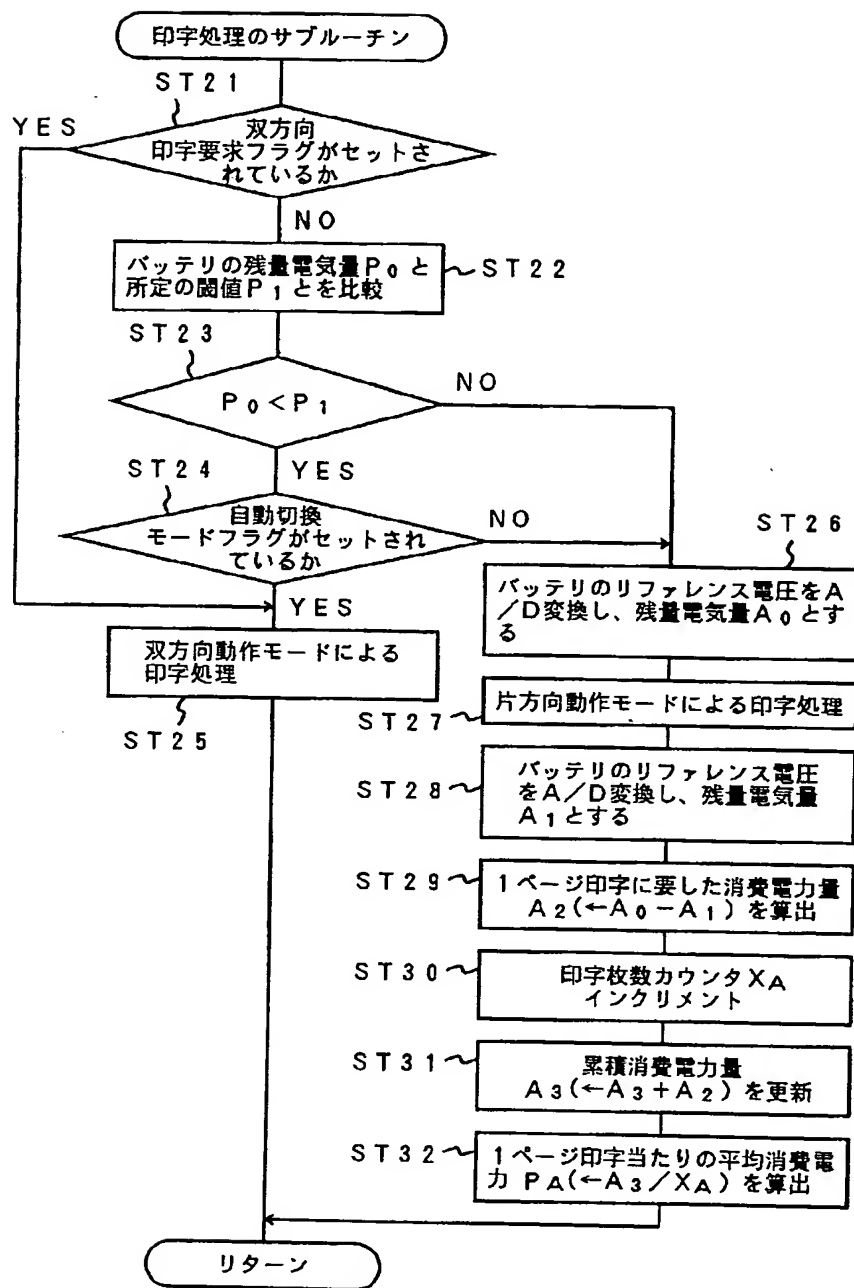 印字処理のサブルーチン
ST21
YES
双方向
印字要求フラグがセットさ
れているか
NO
バッテリの残量電気量P0と
所定の閾値P1とを比較
ST22
ST23
NO
P0<P1
ST24
YES
自動切換
モードフラグがセットされ
ているか
NO
ST26
YES
バッテリのリファレンス電圧をA
/D変換し、残量電気量A0とす
る
双方向動作モードによる
印字処理
ST25
片方向動作モードによる印字処理
ST27
バッテリのリファレンス電圧
をA/D変換し、残量電気量
A1とする
ST28
ST29
1ページ印字に要した消費電力量
A2(←A0-A1)を算出
ST30
印字枚数カウンタXA
インクリメント
ST31
累積消費電力量
A3(←A3+A2)を更新
ST32
1ページ印字当たりの平均消費電
力 PA(←A3/XA)を算出
リターン